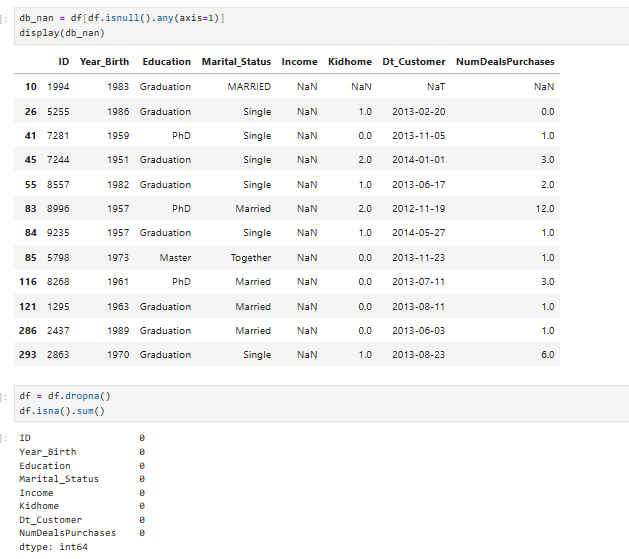 ]: db_nan = df[df.isnull().any(axis=1)]
display(db_nan)
ID Year_Birth Education Marital_Status Income Kidhome Dt_Customer NumDealsPurchases
10 1994 1983 Graduation MARRIED NaN NaN NaT NaN
26 5255 1986 Graduation Single NaN 1.0 2013-02-20 0.0
41 7281 1959 PhD Single NaN 0.0 2013-11-05 1.0
45 7244 1951 Graduation Single NaN 2.0 2014-01-01 3.0
55 8557 1982 Graduation Single NaN 1.0 2013-06-17 2.0
83 8996 1957 PhD Married NaN 2.0 2012-11-19 12.0
84 9235 1957 Graduation Single NaN 1.0 2014-05-27 1.0
85 5798 1973 Master Together NaN 0.0 2013-11-23 1.0
116 8268 1961 PhD Married NaN 0.0 2013-07-11 3.0
121 1295 1963 Graduation Married NaN 0.0 2013-08-11 1.0
286 2437 1989 Graduation Married NaN 0.0 2013-06-03 1.0
293 2863 1970 Graduation Single NaN 1.0 2013-08-23 6.0
]: df = df.dropna()
df.isna().sum()
]: ID 0
Year_Birth 0
Education 0
Marital_Status 0
Income 0
Kidhome 0
Dt_Customer 0
NumDealsPurchases 0
dtype: int64